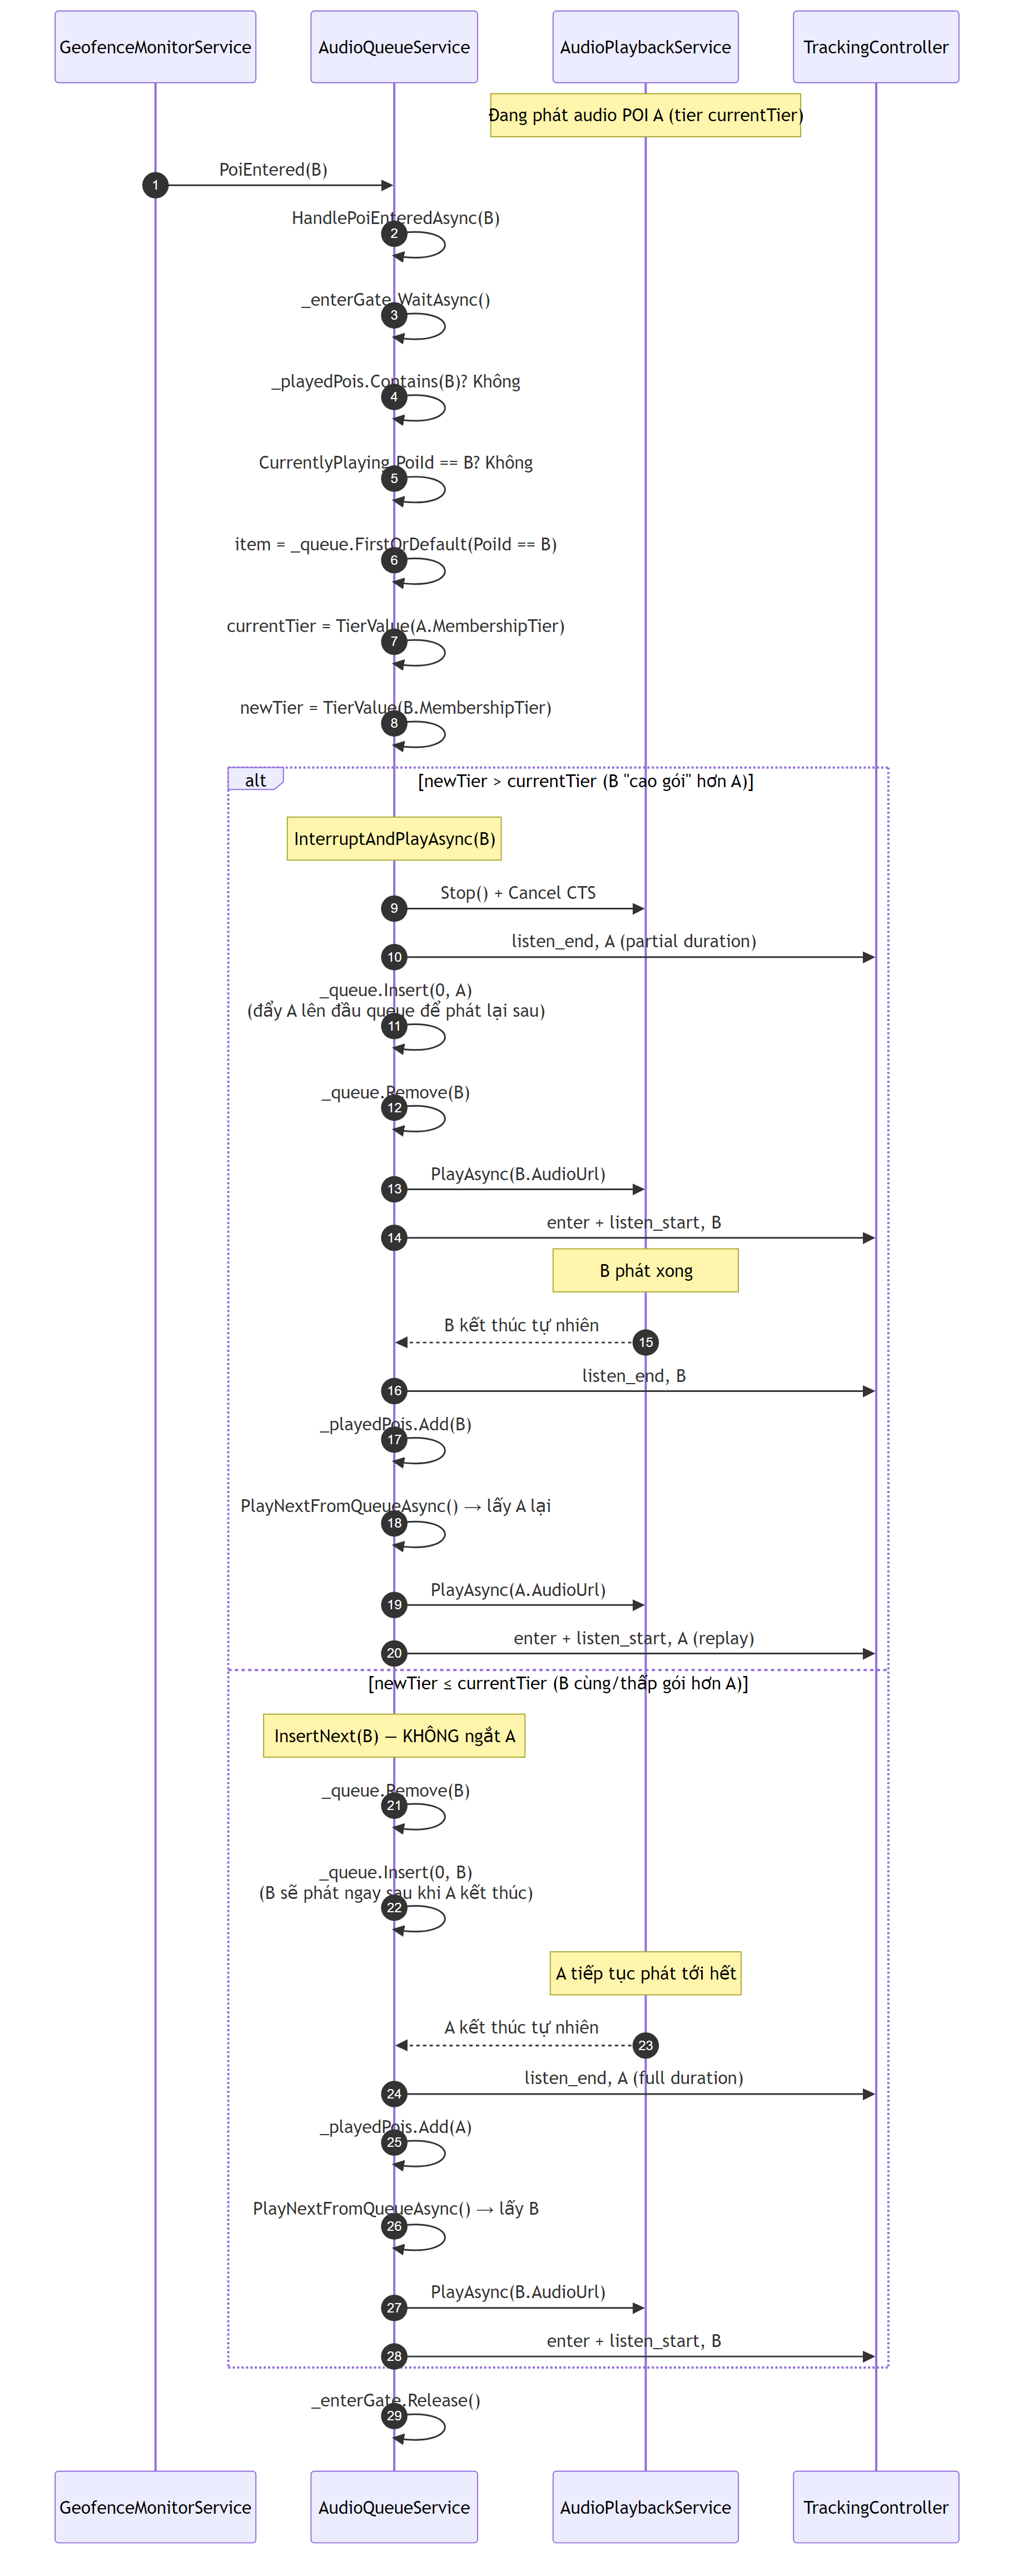 GeofenceMonitorService
AudioQueueService
AudioPlaybackService
TrackingController
Đang phát audio POI A (tier currentTier)
PoiEntered(B)
1
HandlePoiEnteredAsync(B)
2
_enterGate.WaitAsync()
3
_playedPois.Contains(B)? Không
4
CurrentlyPlaying.PoiId == B? Không
5
item = _queue.FirstOrDefault(PoiId == B)
6
currentTier = TierValue(A.MembershipTier)
7
newTier = TierValue(B.MembershipTier)
8
alt
[newTier > currentTier (B "cao gói" hơn A)]
InterruptAndPlayAsync(B)
Stop() + Cancel CTS
9
listen_end, A (partial duration)
10
_queue.Insert(0, A)
(đẩy A lên đầu queue để phát lại sau)
11
_queue.Remove(B)
12
PlayAsync(B.AudioUrl)
13
enter + listen_start, B
14
B phát xong
B kết thúc tự nhiên
15
listen_end, B
16
_playedPois.Add(B)
17
PlayNextFromQueueAsync() → lấy A lại
18
PlayAsync(A.AudioUrl)
19
enter + listen_start, A (replay)
20
[newTier ≤ currentTier (B cùng/thấp gói hơn A)]
InsertNext(B) — KHÔNG ngắt A
_queue.Remove(B)
21
_queue.Insert(0, B)
(B sẽ phát ngay sau khi A kết thúc)
22
A tiếp tục phát tới hết
A kết thúc tự nhiên
23
listen_end, A (full duration)
24
_playedPois.Add(A)
25
PlayNextFromQueueAsync() → lấy B
26
PlayAsync(B.AudioUrl)
27
enter + listen_start, B
28
_enterGate.Release()
29
GeofenceMonitorService
AudioQueueService
AudioPlaybackService
TrackingController